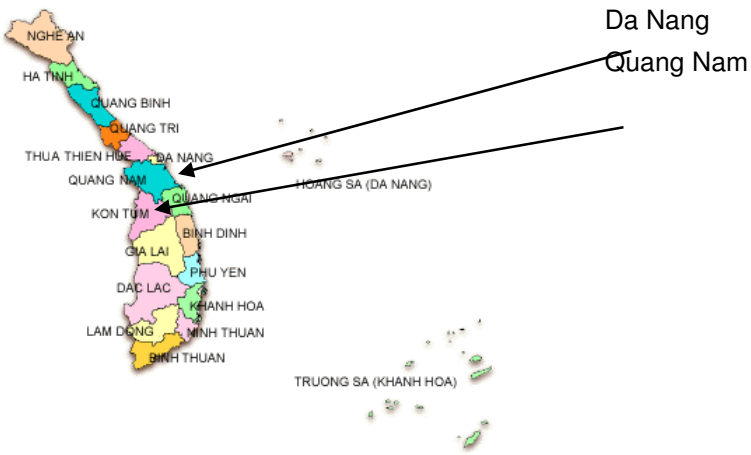 Da Nang
Quang Nam
NGHE AN
HA TINH
QUANG BINH
QUANG TRI
THUA THIEN HUE
DA NANG
QUANG NAM
HOANG SA (DA NANG)
QUANG NGAI
KON TUM
BINH DINH
GIA LAI
PHU YEN
DAC LAC
KHANH HOA
LAM DONG
NINH THUAN
BINH THUAN
TRUONG SA (KHANH HOA)